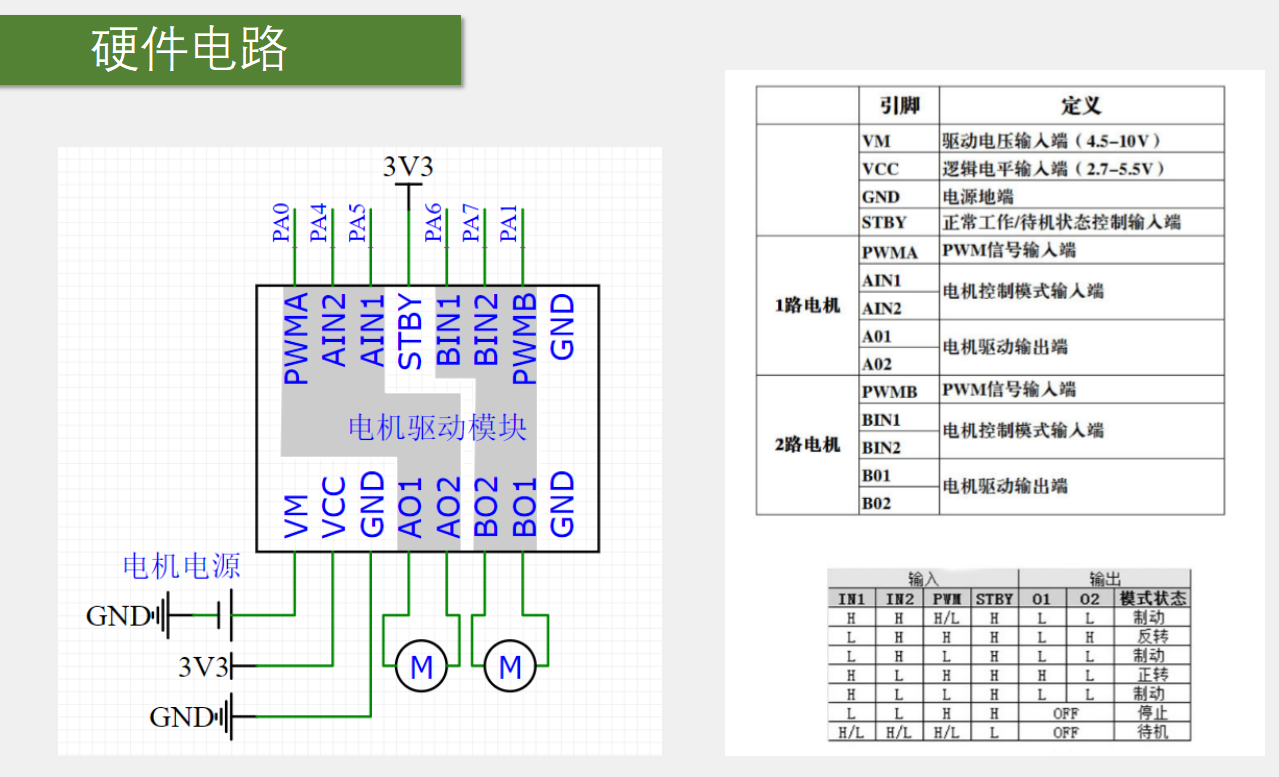 硬件电路
3V3
PA0 PA4 PA5 PA6 PA7 PA1
PWMA AIN2 AIN1 STBY BIN1 BIN2 PWMB GND
电机驱动模块
VM VCC GND AO1 AO2 BO2 BO1 GND
电机电源
GND
3V3
GND
M M
引脚 定义
VM 驱动电压输入端（4.5-10V）
VCC 逻辑电平输入端（2.7-5.5V）
GND 电源地端
STBY 正常工作/待机状态控制输入端
1路电机
PWMA PWM信号输入端
AIN1
AIN2
电机控制模式输入端
A01
A02
电机驱动输出端
2路电机
PWMB PWM信号输入端
BIN1
BIN2
电机控制模式输入端
B01
B02
电机驱动输出端
输入 输出
IN1 IN2 PWM STBY O1 O2 模式状态
H H H/L H L L 制动
L H H H L H 反转
L H L H L L 制动
H L H H H L 正转
H L L H L L 制动
L L H H OFF 停止
H/L H/L H/L L OFF 待机